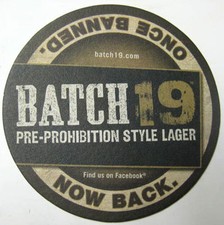 ONCE BANNED.
batch19.com
BATCH 19
PRE-PROHIBITION STYLE LAGER
Find us on Facebook®
NOW BACK.